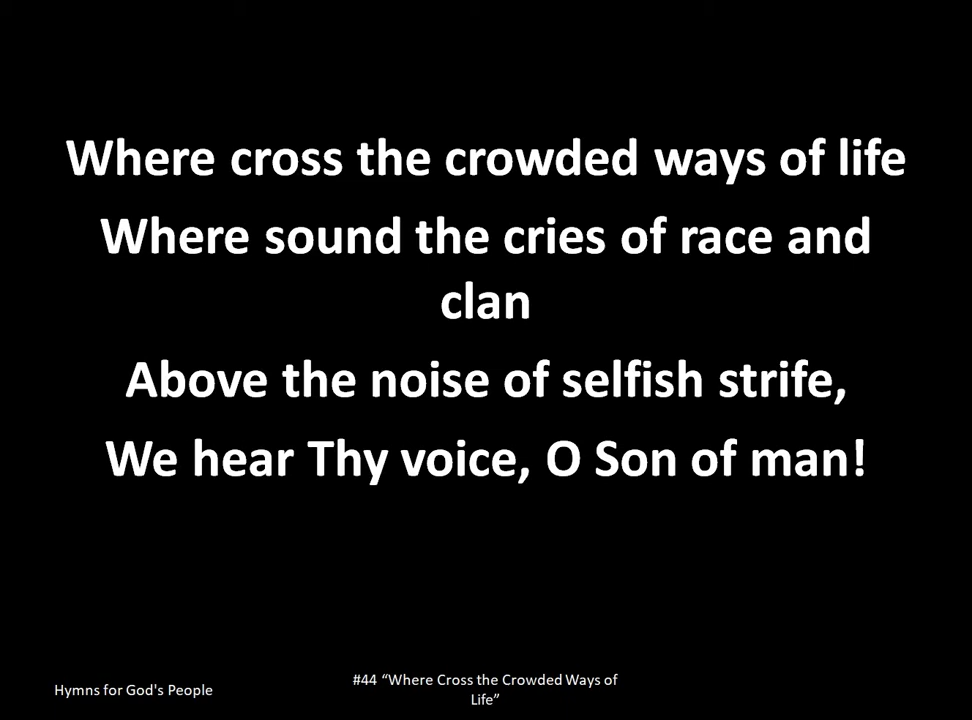 Where cross the crowded ways of life
Where sound the cries of race and
clan
Above the noise of selfish strife,
We hear Thy voice, O Son of man!
Hymns for God's People
#44 “Where Cross the Crowded Ways of
Life”